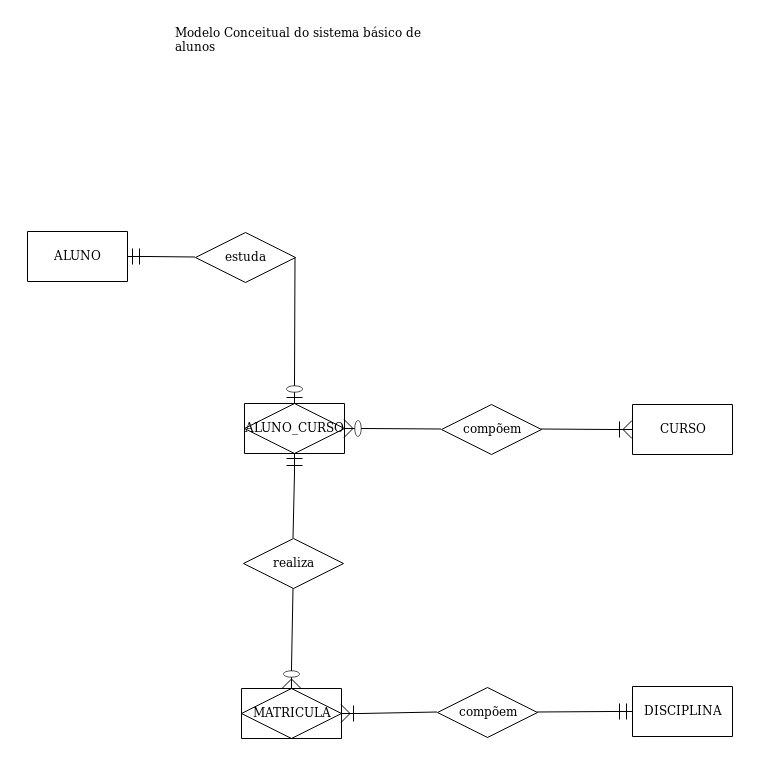 Modelo Conceitual do sistema básico de
alunos
ALUNO
estuda
ALUNO_CURSO
compõem
CURSO
realiza
MATRICULA
compõem
DISCIPLINA